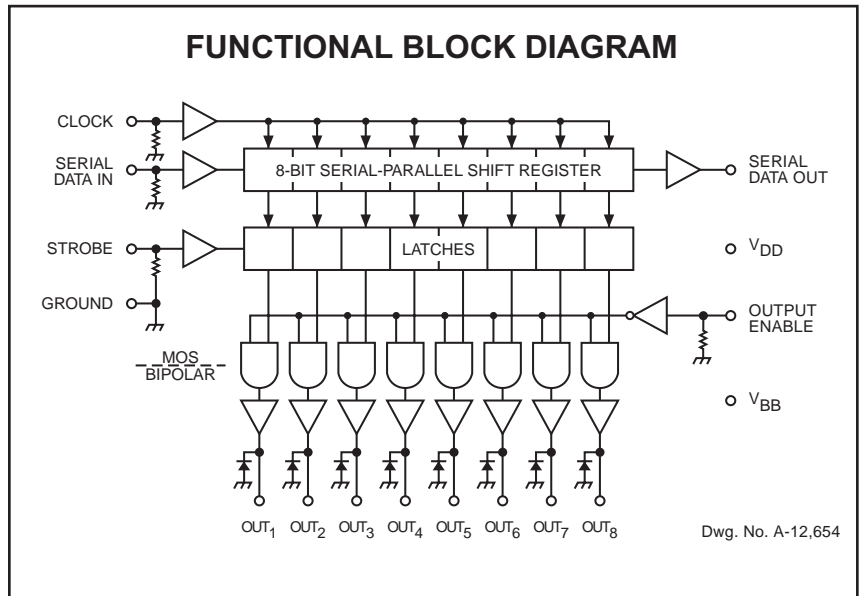 FUNCTIONAL BLOCK DIAGRAM
CLOCK
SERIAL
DATA IN
8-BIT SERIAL-PARALLEL SHIFT REGISTER
SERIAL
DATA OUT
STROBE
LATCHES
VDD
GROUND
OUTPUT
ENABLE
MOS
BIPOLAR
VBB
OUT1 OUT2 OUT3 OUT4 OUT5 OUT6 OUT7 OUT8
Dwg. No. A-12,654